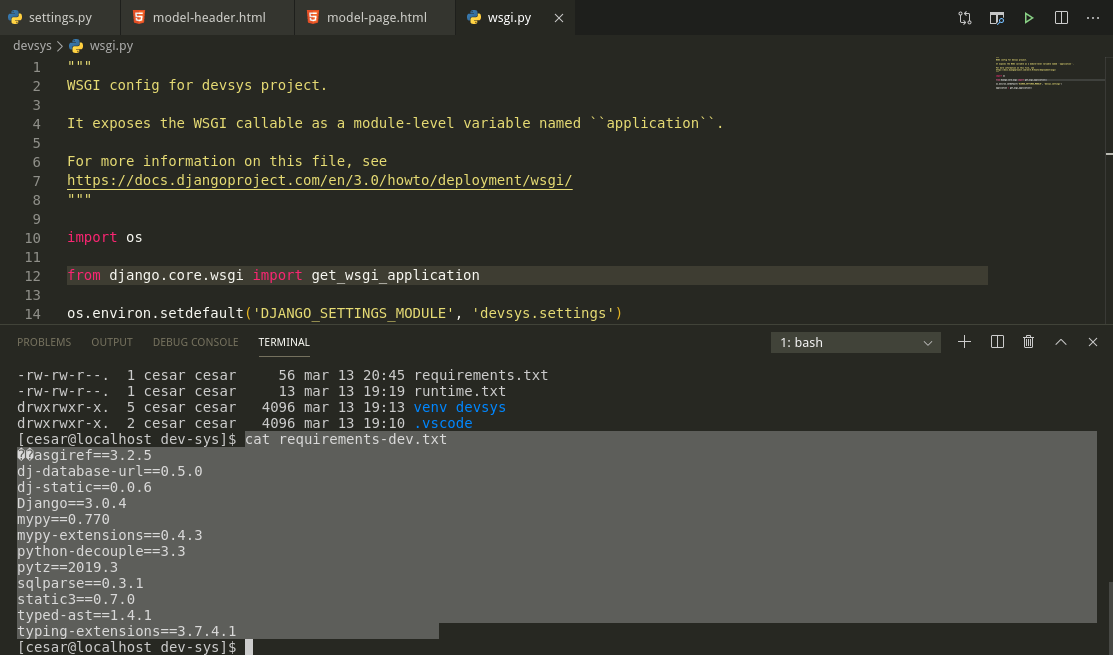 settings.py model-header.html model-page.html wsgi.py
devsys wsgi.py
1 """
2 WSGI config for devsys project.
3
4 It exposes the WSGI callable as a module-level variable named ``application``.
5
6 For more information on this file, see
7 https://docs.djangoproject.com/en/3.0/howto/deployment/wsgi/
8 """
9
10 import os
11
12 from django.core.wsgi import get_wsgi_application
13
14 os.environ.setdefault('DJANGO_SETTINGS_MODULE', 'devsys.settings')
PROBLEMS OUTPUT DEBUG CONSOLE TERMINAL 1: bash
-rw-rw-r--. 1 cesar cesar 56 mar 13 20:45 requirements.txt
-rw-rw-r--. 1 cesar cesar 13 mar 13 19:19 runtime.txt
drwxrwxr-x. 5 cesar cesar 4096 mar 13 19:13 venv devsys
drwxrwxr-x. 2 cesar cesar 4096 mar 13 19:10 .vscode
[cesar@localhost dev-sys]$ cat requirements-dev.txt
��asgiref==3.2.5
dj-database-url==0.5.0
dj-static==0.0.6
Django==3.0.4
mypy==0.770
mypy-extensions==0.4.3
python-decouple==3.3
pytz==2019.3
sqlparse==0.3.1
static3==0.7.0
typed-ast==1.4.1
typing-extensions==3.7.4.1
[cesar@localhost dev-sys]$